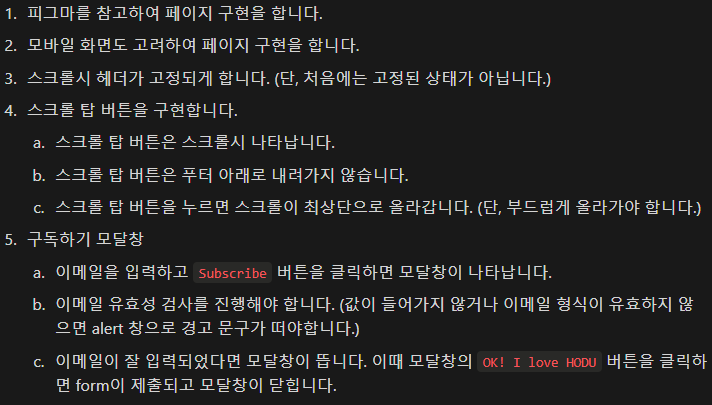 1. 피그마를 참고하여 페이지 구현을 합니다.
2. 모바일 화면도 고려하여 페이지 구현을 합니다.
3. 스크롤시 헤더가 고정되게 합니다. (단, 처음에는 고정된 상태가 아닙니다.)
4. 스크롤 탑 버튼을 구현합니다.
a. 스크롤 탑 버튼은 스크롤시 나타납니다.
b. 스크롤 탑 버튼은 푸터 아래로 내려가지 않습니다.
c. 스크롤 탑 버튼을 누르면 스크롤이 최상단으로 올라갑니다. (단, 부드럽게 올라가야 합니다.)
5. 구독하기 모달창
a. 이메일을 입력하고 Subscribe 버튼을 클릭하면 모달창이 나타납니다.
b. 이메일 유효성 검사를 진행해야 합니다. (값이 들어가지 않거나 이메일 형식이 유효하지 않
으면 alert 창으로 경고 문구가 떠야합니다.)
c. 이메일이 잘 입력되었다면 모달창이 뜹니다. 이때 모달창의 OK! I love HODU 버튼을 클릭하
면 form이 제출되고 모달창이 닫힙니다.